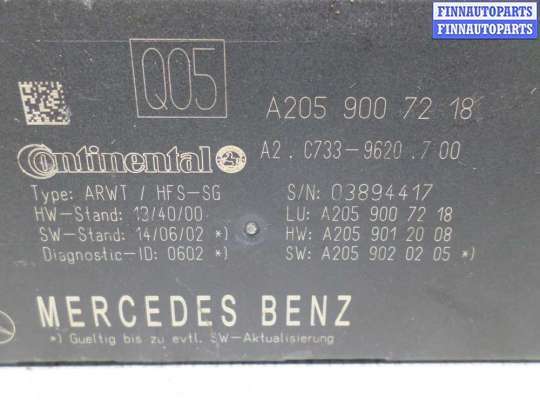 FINNAUTOPARTS
FINNAUTOPARTS
FINNAUTOPARTS
Q05
A205 900 72 18
Continental
A2.C733-9620.700
Type: ARWT / HFS-SG
S/N: 03894417
HW-Stand: 13/40/00
LU: A205 900 72 18
SW-Stand: 14/06/02 *)
HW: A205 901 20 08
Diagnostic-ID: 0602 *)
SW: A205 902 02 05 *)
MERCEDES BENZ
*) Gueltig bis zu evtl. SW-Aktualisierung